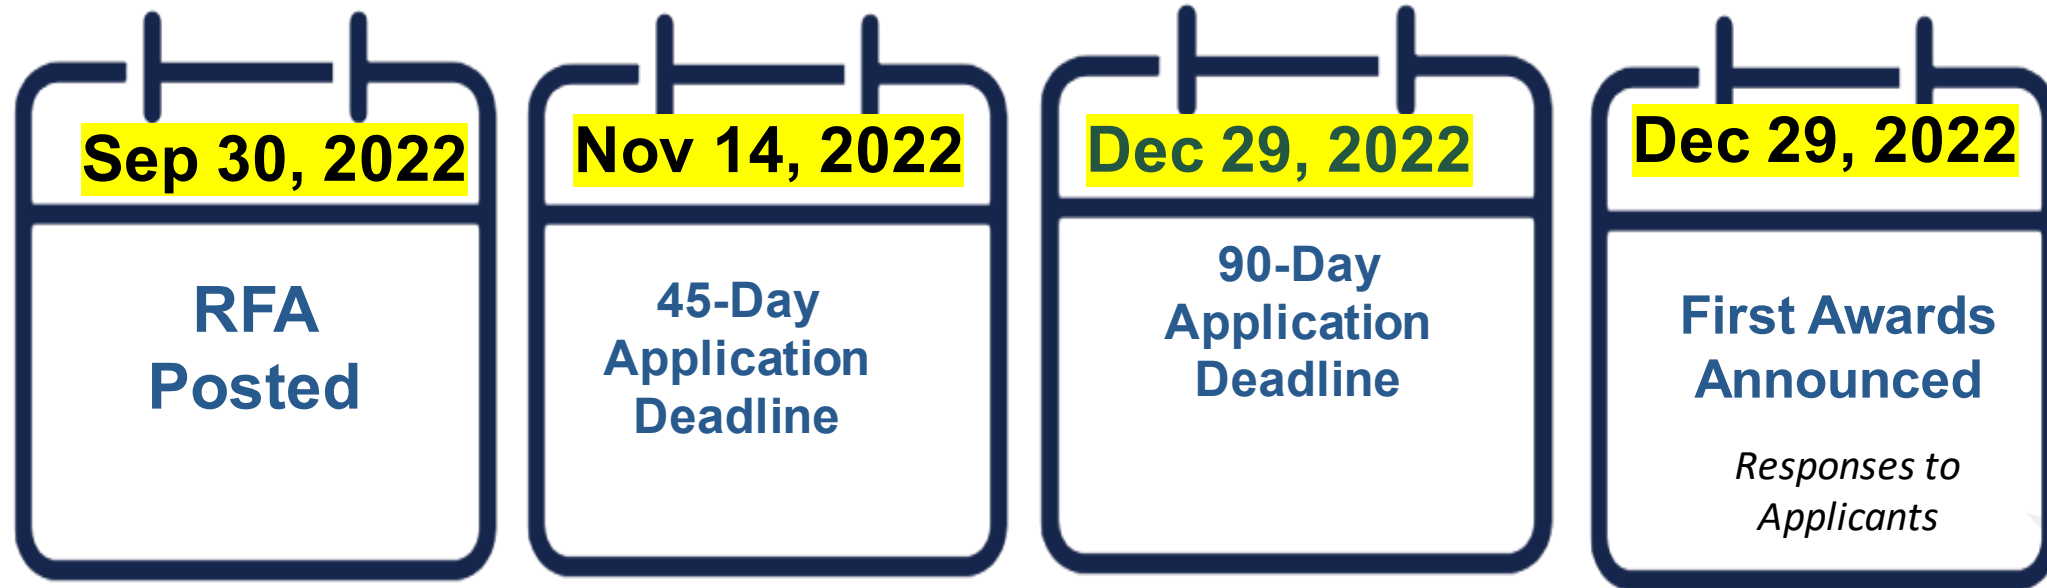 Sep 30, 2022
RFA
Posted
Nov 14, 2022
45-Day
Application
Deadline
Dec 29, 2022
90-Day
Application
Deadline
Dec 29, 2022
First Awards
Announced
Responses to
Applicants